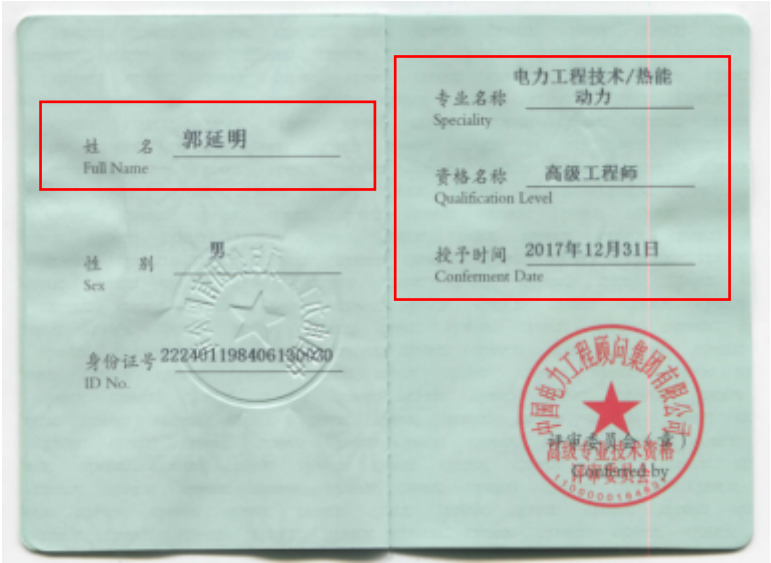 姓 名 郭延明
Full Name
性 别 男
Sex
身份证号 222401198406130030
ID No.
电力工程技术/热能
专业名称 动力
Speciality
资格名称 高级工程师
Qualification Level
授予时间 2017年12月31日
Conferment Date
中国电力工程顾问集团有限公司
评审委员会（章）
高级专业技术资格
评审委员会
Conferred by